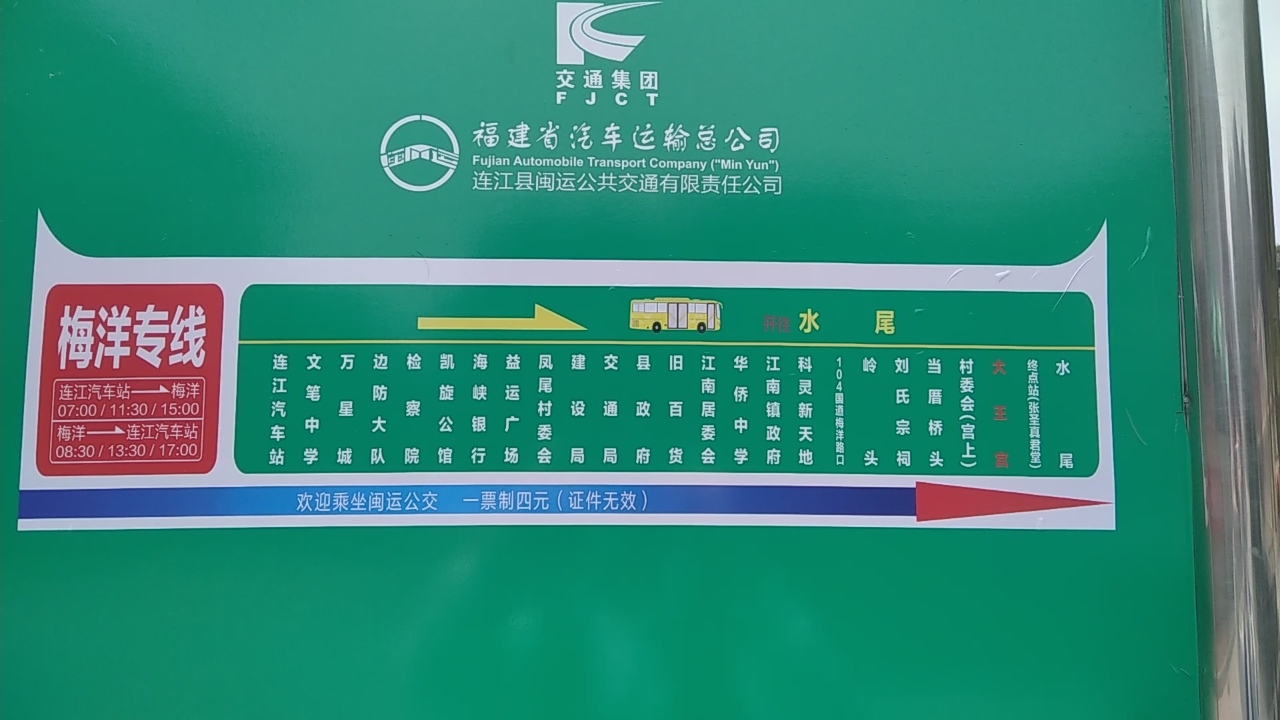 交通集团
FJCT
福建省汽车运输总公司
Fujian Automobile Transport Company ("Min Yun")
连江县闽运公共交通有限责任公司
梅洋专线
连江汽车站→梅洋
07:00 / 11:30 / 15:00
梅洋→连江汽车站
08:30 / 13:30 / 17:00
开往 水尾
连江汽车站
文笔中学
万星城
边防大队
检察院
凯旋公馆
海峡银行
益运广场
凤尾村委会
建设局
交通局
县政府
旧百货
江南居委会
华侨中学
江南镇政府
科灵新天地
104国道梅洋路口
岭头
刘氏宗祠
当厝桥头
村委会(宫上)
大王宫
终点站(张圣真君堂)
水尾
欢迎乘坐闽运公交 一票制四元(证件无效)